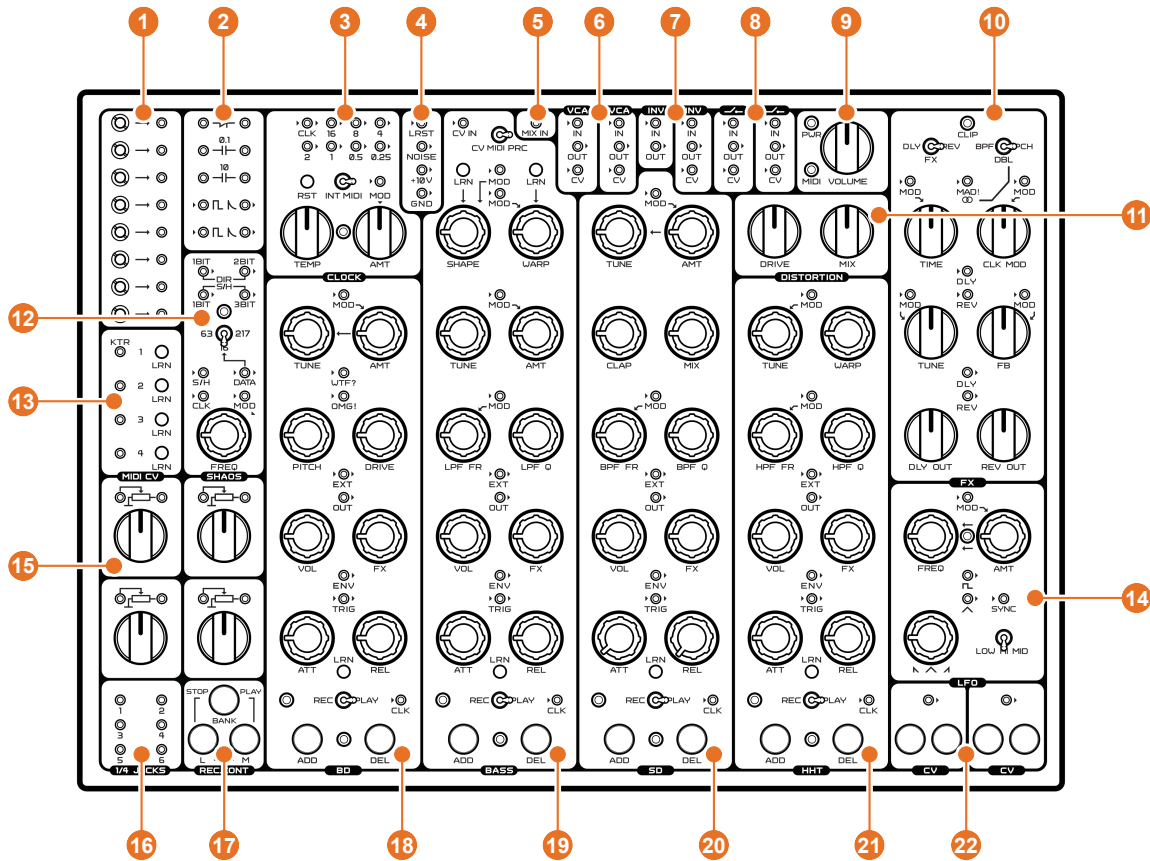 1 2 3 4 5 6 7 8 9 10
CLK 16 8 4
2 1 0.5 0.25
RST INT MIDI MOD
TEMP AMT
CLOCK
LRST
NOISE
+10V
GND
CV IN
CV MIDI PRC
MIX IN
LRN MOD LRN
MOD
SHAPE WARP
VCA VCA INV INV
IN IN IN IN IN IN
OUT OUT OUT OUT OUT OUT
CV CV CV CV
MOD
TUNE AMT
PWR
MIDI VOLUME
CLIP
DLY REV BPF PCH
FX DBL
MOD MAD! MOD
TIME CLK MOD
DLY
MOD REV MOD
TUNE FB
DLY
REV
DLY OUT REV OUT
FX
11
DRIVE MIX
DISTORTION
0.1
10
12
1BIT 2BIT
DIR
S/H
1BIT 3BIT
63 217
16
S/H DATA
CLK MOD
FREQ
SHAOS
13
KTR
1 LRN
2 LRN
3 LRN
4 LRN
MIDI CV
MOD
TUNE AMT
WTF?
OMG!
PITCH DRIVE
EXT
OUT
VOL FX
ENV
TRIG
ATT REL
LRN
REC PLAY CLK
ADD DEL
BD
MOD
TUNE AMT
MOD
LPF FR LPF Q
EXT
OUT
VOL FX
ENV
TRIG
ATT REL
LRN
REC PLAY CLK
ADD DEL
BASS
CLAP MIX
MOD
BPF FR BPF Q
EXT
OUT
VOL FX
ENV
TRIG
ATT REL
LRN
REC PLAY CLK
ADD DEL
SD
MOD
TUNE WARP
MOD
HPF FR HPF Q
EXT
OUT
VOL FX
ENV
TRIG
ATT REL
LRN
REC PLAY CLK
ADD DEL
HHT
MOD
FREQ AMT
14
SYNC
LOW MID
LFO
CV CV
15
1 2
3 4
5 6
1/4 JACKS
STOP PLAY
BANK
L M
16 17 18 19 20 21 22